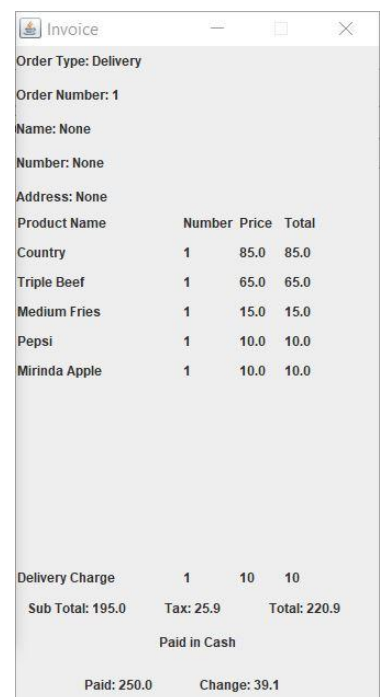 Invoice
Order Type: Delivery
Order Number: 1
Name: None
Number: None
Address: None
Product Name Number Price Total
Country 1 85.0 85.0
Triple Beef 1 65.0 65.0
Medium Fries 1 15.0 15.0
Pepsi 1 10.0 10.0
Mirinda Apple 1 10.0 10.0
Delivery Charge 1 10 10
Sub Total: 195.0 Tax: 25.9 Total: 220.9
Paid in Cash
Paid: 250.0 Change: 39.1